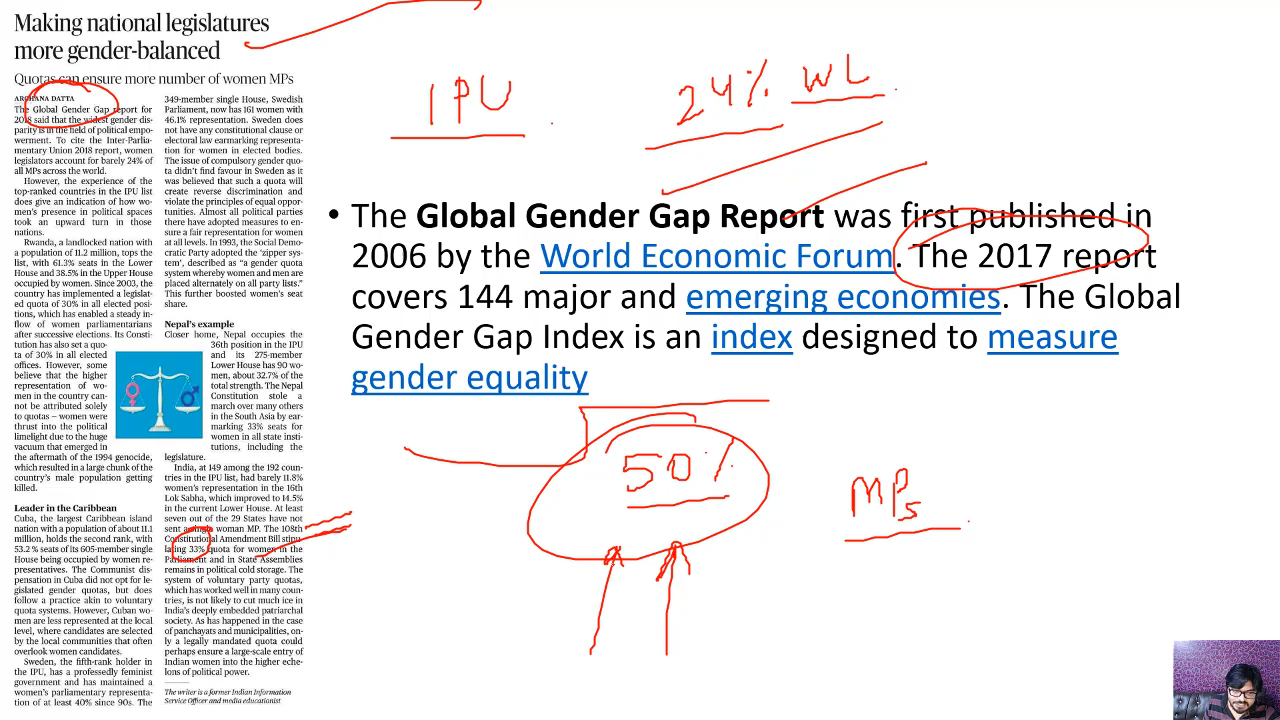 Making national legislatures
more gender-balanced
Quotas can ensure more number of women MPs
ARCHANA DATTA
The Global Gender Gap report for
2018 said that the widest gender dis-
parity is in the field of political empo-
werment. To cite the Inter-Parlia-
mentary Union 2018 report, women
legislators account for barely 24% of
all MPs across the world.
However, the experience of the
top-ranked countries in the IPU list
does give an indication of how wo-
men's presence in political spaces
took an upward turn in those
nations.
Rwanda, a landlocked nation with
a population of 11.2 million, tops the
list, with 61.3% seats in the Lower
House and 38.5% in the Upper House
occupied by women. Since 2003, the
country has implemented a legislat-
ed quota of 30% in all elected posi-
tions, which has enabled a steady in-
flow of women parliamentarians
after successive elections. Its Consti-
tution has also set a quo-
ta of 30% in all elected
offices. However, some
believe that the higher
representation of wo-
men in the country can-
not be attributed solely
to quotas – women were
thrust into the political
limelight due to the huge
vacuum that emerged in
the aftermath of the 1994 genocide,
which resulted in a large chunk of the
country's male population getting
killed.
Leader in the Caribbean
Cuba, the largest Caribbean island
nation with a population of about 11.1
million, holds the second rank, with
53.2 % seats of its 605-member single
House being occupied by women re-
presentatives. The Communist dis-
pensation in Cuba did not opt for le-
gislated gender quotas, but does
follow a practice akin to voluntary
quota systems. However, Cuban wo-
men are less represented at the local
level, where candidates are selected
by the local communities that often
overlook women candidates.
Sweden, the fifth-rank holder in
the IPU, has a professedly feminist
government and has maintained a
women's parliamentary representa-
tion of at least 40% since 90s. The
349-member single House, Swedish
Parliament, now has 161 women with
46.1% representation. Sweden does
not have any constitutional clause or
electoral law earmarking representa-
tion for women in elected bodies.
The issue of compulsory gender quo-
ta didn't find favour in Sweden as it
was believed that such a quota will
create reverse discrimination and
violate the principles of equal oppor-
tunities. Almost all political parties
there have adopted measures to en-
sure a fair representation for women
at all levels. In 1993, the Social Demo-
cratic Party adopted the 'zipper sys-
tem', described as “a gender quota
system whereby women and men are
placed alternately on all party lists.”
This further boosted women's seat
share.
Nepal's example
Closer home, Nepal occupies the
36th position in the IPU
and its 275-member
Lower House has 90 wo-
men, about 32.7% of the
total strength. The Nepal
Constitution stole a
march over many others
in the South Asia by ear-
marking 33% seats for
women in all state insti-
tutions, including the
legislature.
India, at 149 among the 192 coun-
tries in the IPU list, had barely 11.8%
women's representation in the 16th
Lok Sabha, which improved to 14.5%
in the current Lower House. At least
seven out of the 29 States have not
sent a single woman MP. The 108th
Constitutional Amendment Bill stipu-
lating 33% quota for women in the
Parliament and in State Assemblies
remains in political cold storage. The
system of voluntary party quotas,
which has worked well in many coun-
tries, is not likely to cut much ice in
India's deeply embedded patriarchal
society. As has happened in the case
of panchayats and municipalities, on-
ly a legally mandated quota could
perhaps ensure a large-scale entry of
Indian women into the higher eche-
lons of political power.
The writer is a former Indian Information
Service Officer and media educationist
IPU
24% WL
• The Global Gender Gap Report was first published in
2006 by the World Economic Forum. The 2017 report
covers 144 major and emerging economies. The Global
Gender Gap Index is an index designed to measure
gender equality
50%
MPs